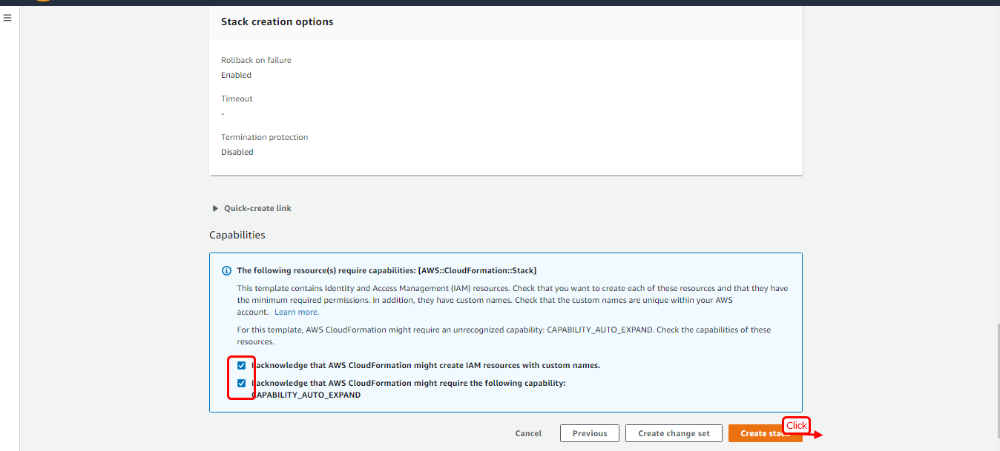 Stack creation options
Rollback on failure
Enabled
Timeout
-
Termination protection
Disabled
Quick-create link
Capabilities
The following resource(s) require capabilities: [AWS::CloudFormation::Stack]
This template contains Identity and Access Management (IAM) resources. Check that you want to create each of these resources and that they have
the minimum required permissions. In addition, they have custom names. Check that the custom names are unique within your AWS
account. Learn more.
For this template, AWS CloudFormation might require an unrecognized capability: CAPABILITY_AUTO_EXPAND. Check the capabilities of these
resources.
I acknowledge that AWS CloudFormation might create IAM resources with custom names.
I acknowledge that AWS CloudFormation might require the following capability:
CAPABILITY_AUTO_EXPAND
Click
Cancel
Previous
Create change set
Create stack